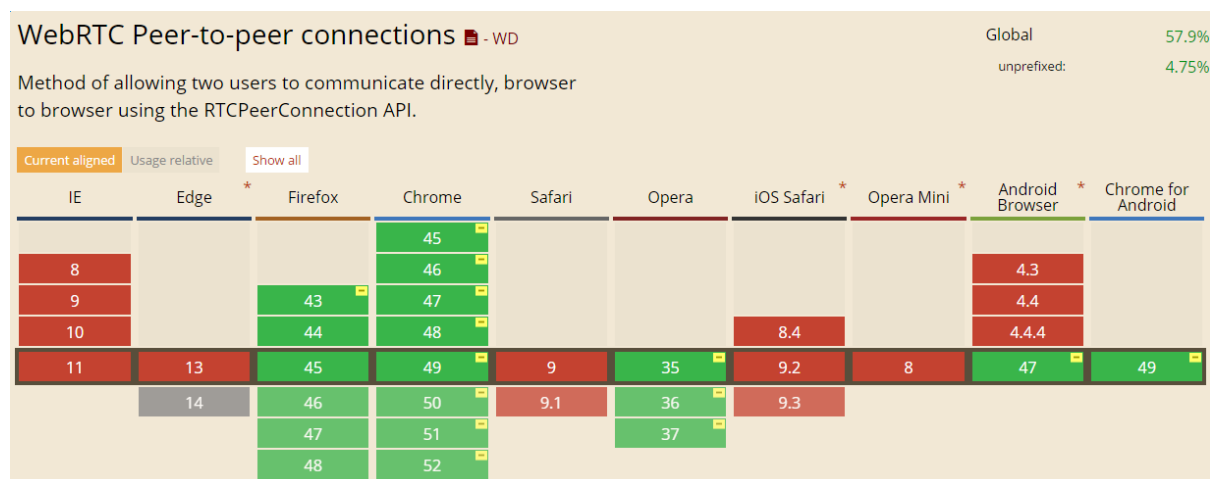 WebRTC Peer-to-peer connections - WD
Global 57.9%
unprefixed: 4.75%
Method of allowing two users to communicate directly, browser
to browser using the RTCPeerConnection API.
Current aligned Usage relative Show all
IE Edge * Firefox Chrome Safari Opera iOS Safari * Opera Mini * Android Browser * Chrome for Android
45 -
8 46 - 4.3
9 43 - 47 - 4.4
10 44 48 - 8.4 4.4.4
11 13 45 49 - 9 35 - 9.2 8 47 - 49 -
14 46 50 - 9.1 36 - 9.3
47 51 - 37 -
48 52 -